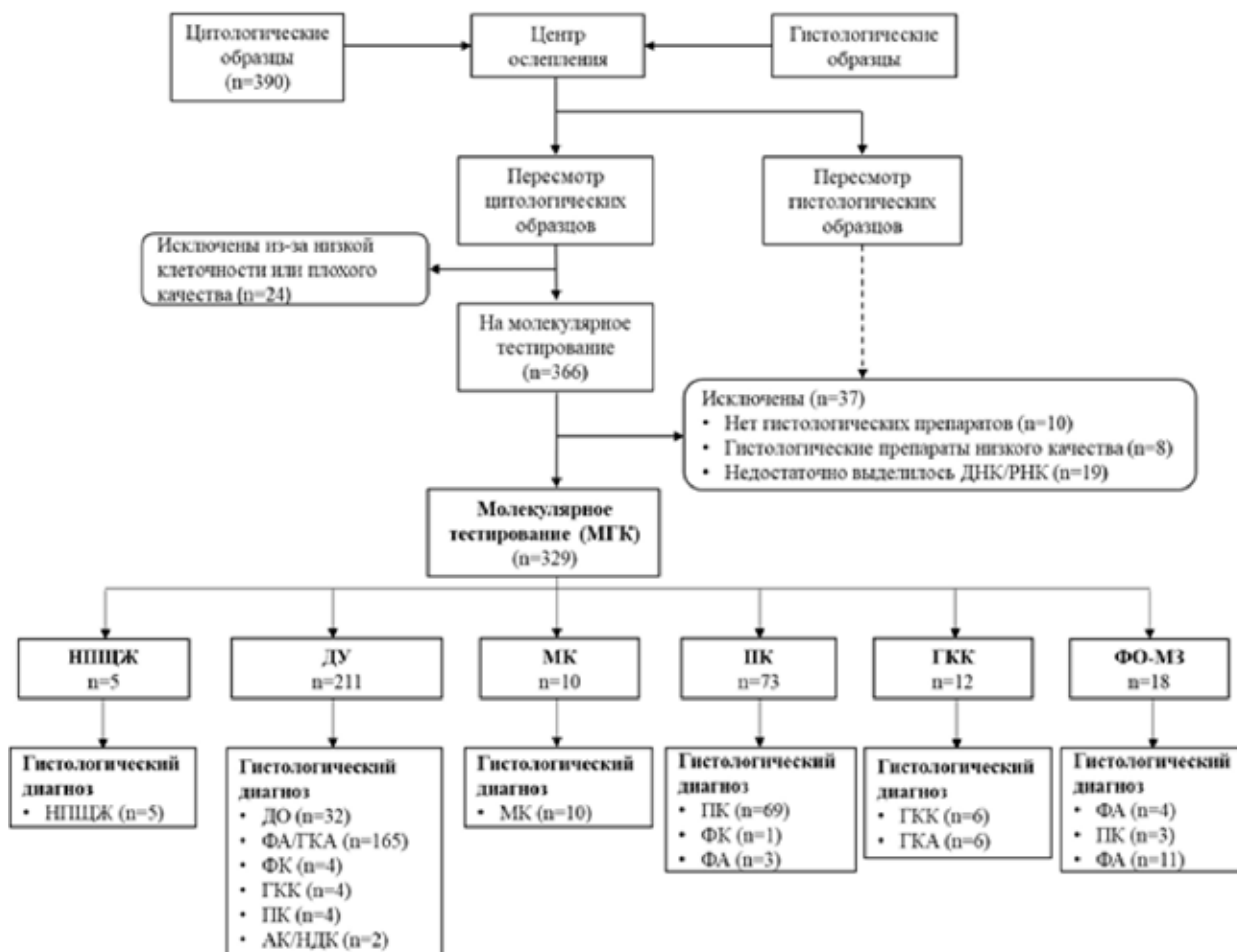 Цитологические
образцы
(n=390)
Центр
ослепления
Гистологические
образцы
Пересмотр
цитологических
образцов
Пересмотр
гистологических
образцов
Исключены из-за низкой
клеточности или плохого
качества (n=24)
На молекулярное
тестирование
(n=366)
Исключены (n=37)
• Нет гистологических препаратов (n=10)
• Гистологические препараты низкого качества (n=8)
• Недостаточно выделилось ДНК/РНК (n=19)
Молекулярное
тестирование (МГК)
(n=329)
НПЩЖ
n=5
ДУ
n=211
МК
n=10
ПК
n=73
ГКК
n=12
ФО-МЗ
n=18
Гистологический
диагноз
• НПЩЖ (n=5)
Гистологический
диагноз
• ДО (n=32)
• ФА/ГКА (n=165)
• ФК (n=4)
• ГКК (n=4)
• ПК (n=4)
• АК/НДК (n=2)
Гистологический
диагноз
• МК (n=10)
Гистологический
диагноз
• ПК (n=69)
• ФК (n=1)
• ФА (n=3)
Гистологический
диагноз
• ГКК (n=6)
• ГКА (n=6)
Гистологический
диагноз
• ФА (n=4)
• ПК (n=3)
• ФА (n=11)